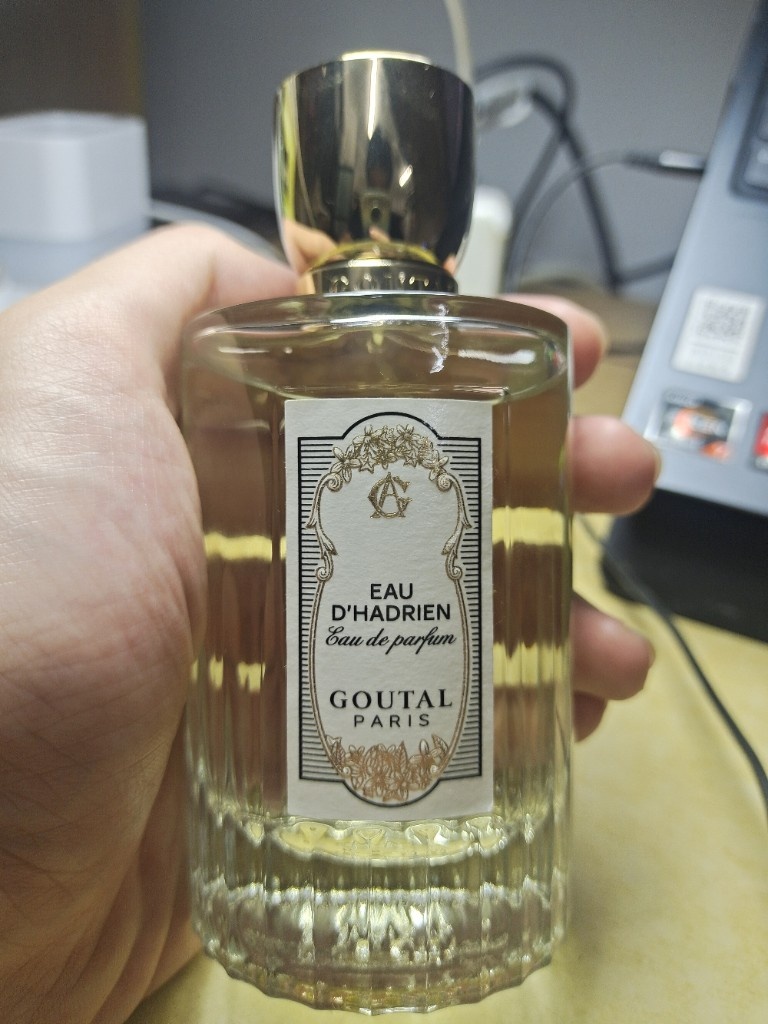 EAU
D'HADRIEN
Eau de parfum
GOUTAL
PARIS